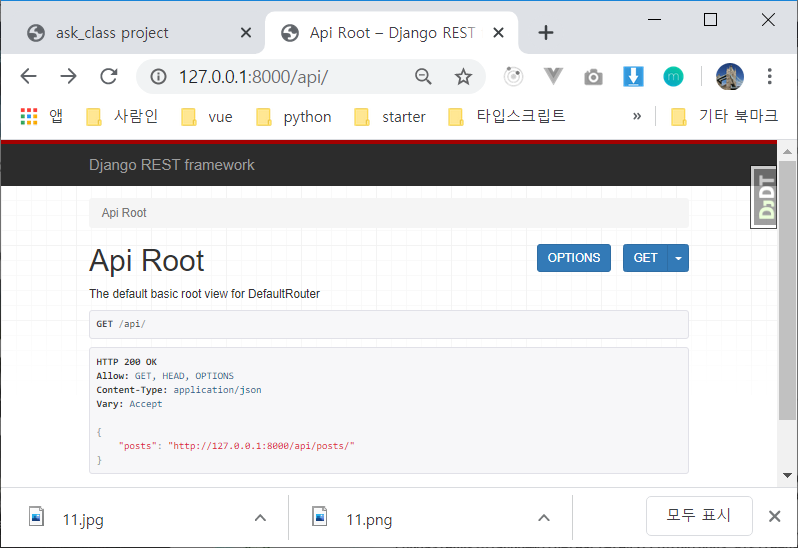 ask_class project
Api Root – Django REST
127.0.0.1:8000/api/
앱 사람인 vue python starter 타입스크립트 » 기타 북마크
Django REST framework
DJDT
Api Root
Api Root
OPTIONS GET
The default basic root view for DefaultRouter
GET /api/
HTTP 200 OK
Allow: GET, HEAD, OPTIONS
Content-Type: application/json
Vary: Accept
{
"posts": "http://127.0.0.1:8000/api/posts/"
}
11.jpg 11.png 모두 표시